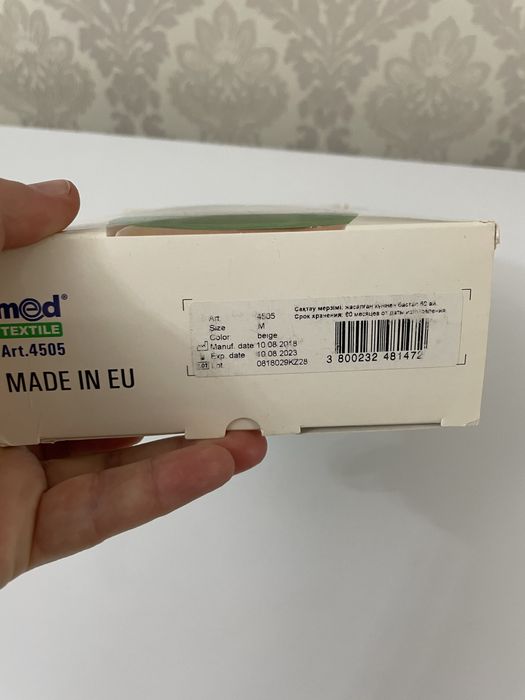 med®
TEXTILE
Art.4505
MADE IN EU
Art. 4505
Size M
Color beige
Manuf. date 10.08.2018
Exp. date 10.08.2023
LOT Lot 0818029KZ28
Сақтау мерзімі: жасалған күнінен бастап 60 ай
Срок хранения: 60 месяцев от даты изготовления
3 800232 481472